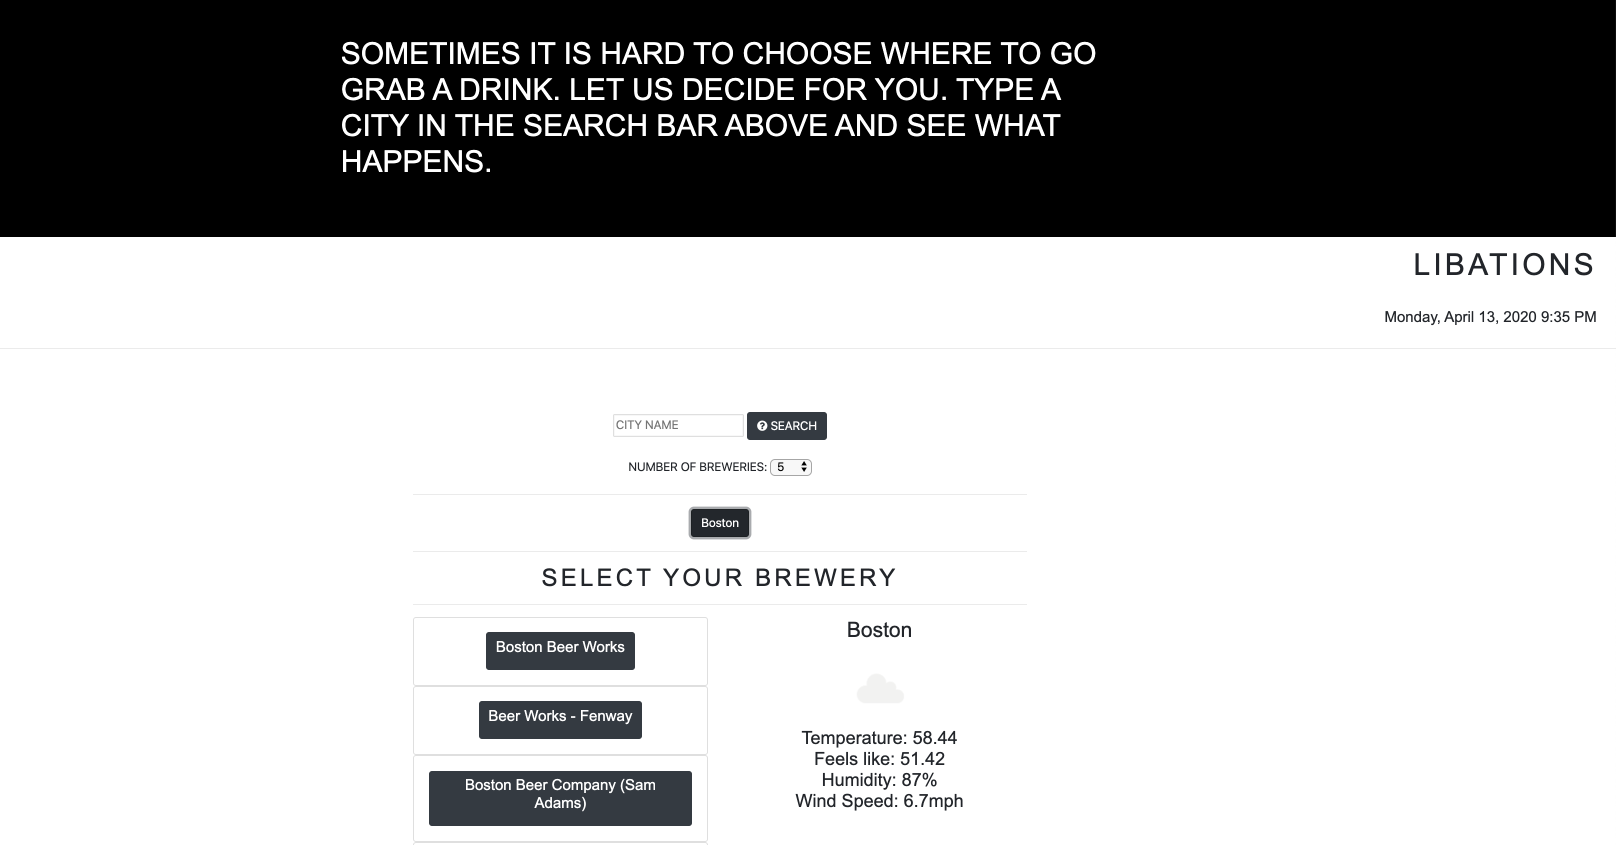 SOMETIMES IT IS HARD TO CHOOSE WHERE TO GO
GRAB A DRINK. LET US DECIDE FOR YOU. TYPE A
CITY IN THE SEARCH BAR ABOVE AND SEE WHAT
HAPPENS.
LIBATIONS
Monday, April 13, 2020 9:35 PM
CITY NAME
SEARCH
NUMBER OF BREWERIES: 5
Boston
SELECT YOUR BREWERY
Boston Beer Works
Beer Works - Fenway
Boston Beer Company (Sam
Adams)
Boston
Temperature: 58.44
Feels like: 51.42
Humidity: 87%
Wind Speed: 6.7mph